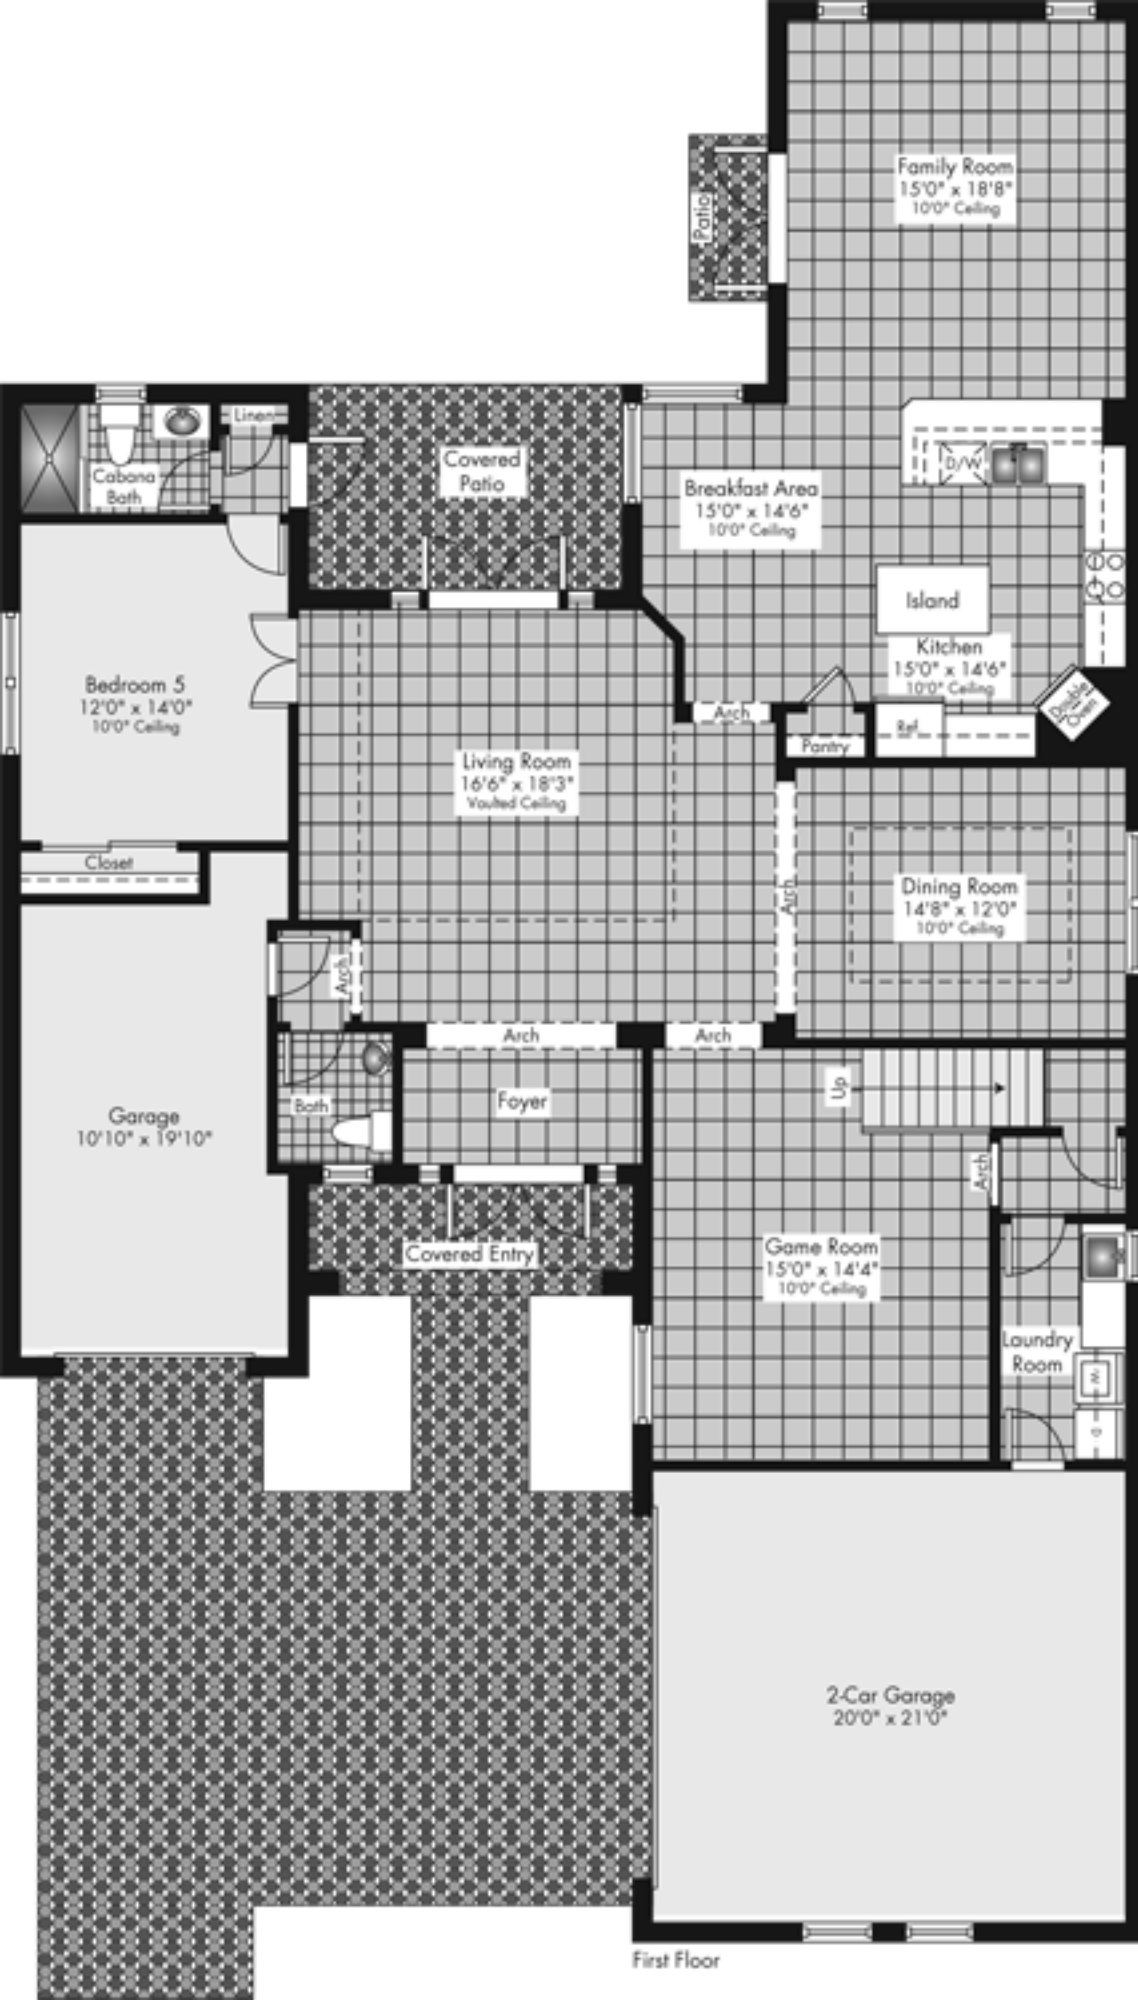 Family Room
15'0" x 18'8"
10'0" Ceiling
Patio
Linen
Cabana
Bath
Covered
Patio
D/W
Breakfast Area
15'0" x 14'6"
10'0" Ceiling
Island
Kitchen
15'0" x 14'6"
10'0" Ceiling
Double
Oven
Bedroom 5
12'0" x 14'0"
10'0" Ceiling
Arch
Ref.
Pantry
Living Room
16'6" x 18'3"
Vaulted Ceiling
Closet
Arch
Dining Room
14'8" x 12'0"
10'0" Ceiling
Arch
Arch
Arch
Up
Foyer
Bath
Garage
10'10" x 19'10"
Arch
Covered Entry
Game Room
15'0" x 14'4"
10'0" Ceiling
Laundry
Room
W
D
2-Car Garage
20'0" x 21'0"
First Floor